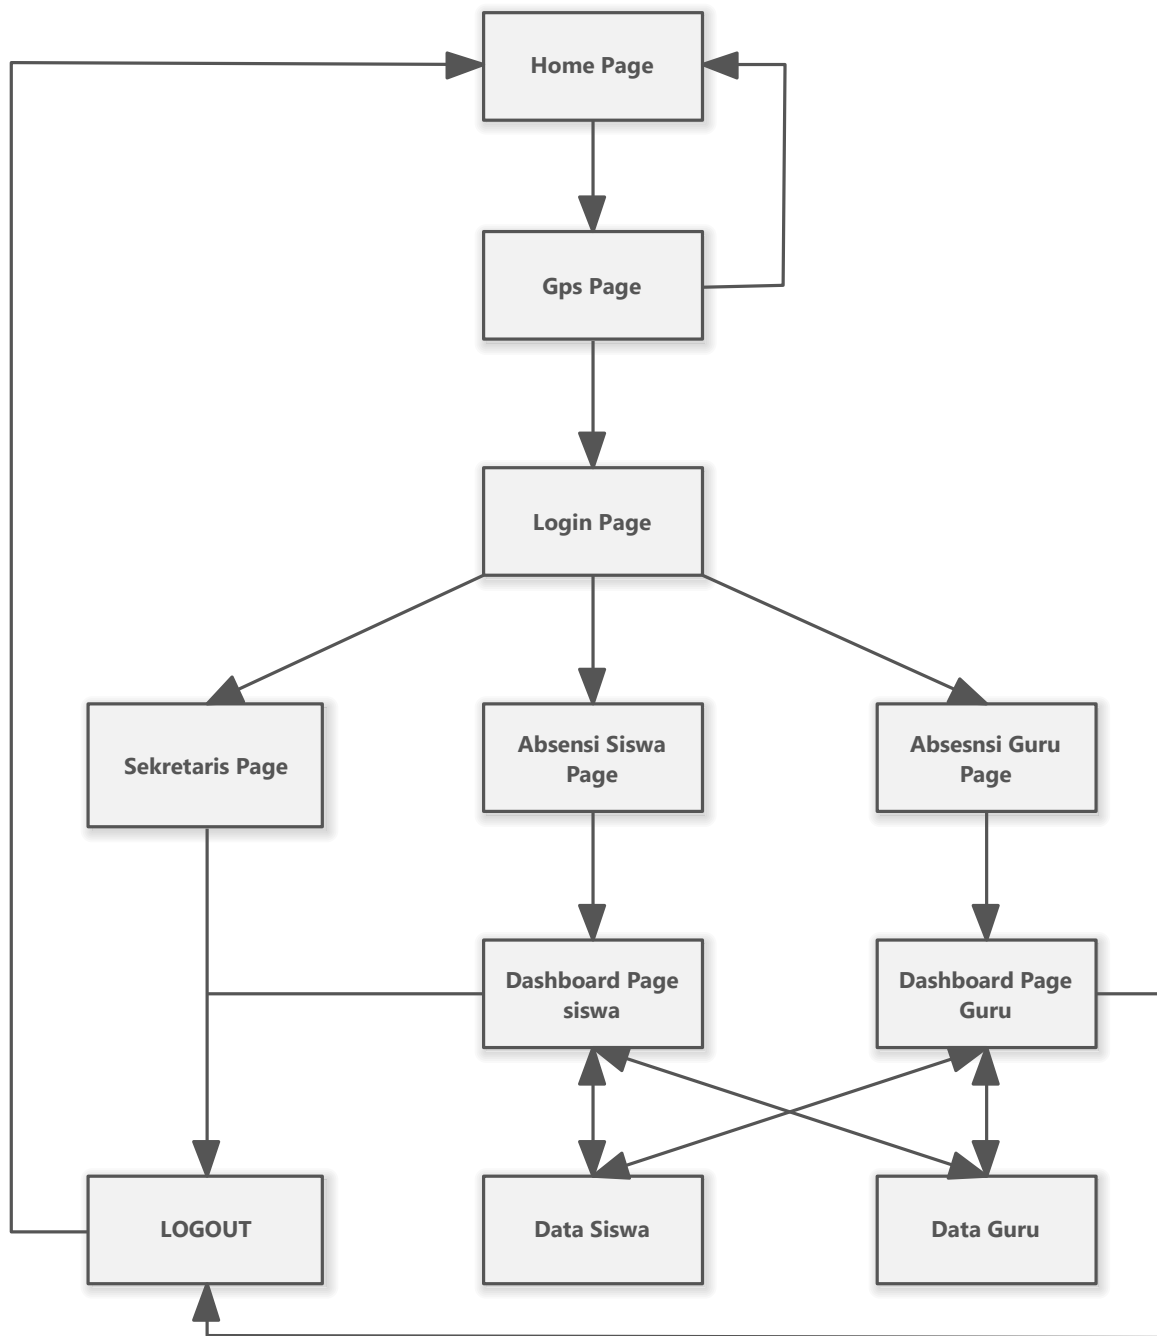 Home Page
Gps Page
Login Page
Sekretaris Page
Absensi Siswa
Page
Absesnsi Guru
Page
Dashboard Page
siswa
Dashboard Page
Guru
LOGOUT
Data Siswa
Data Guru